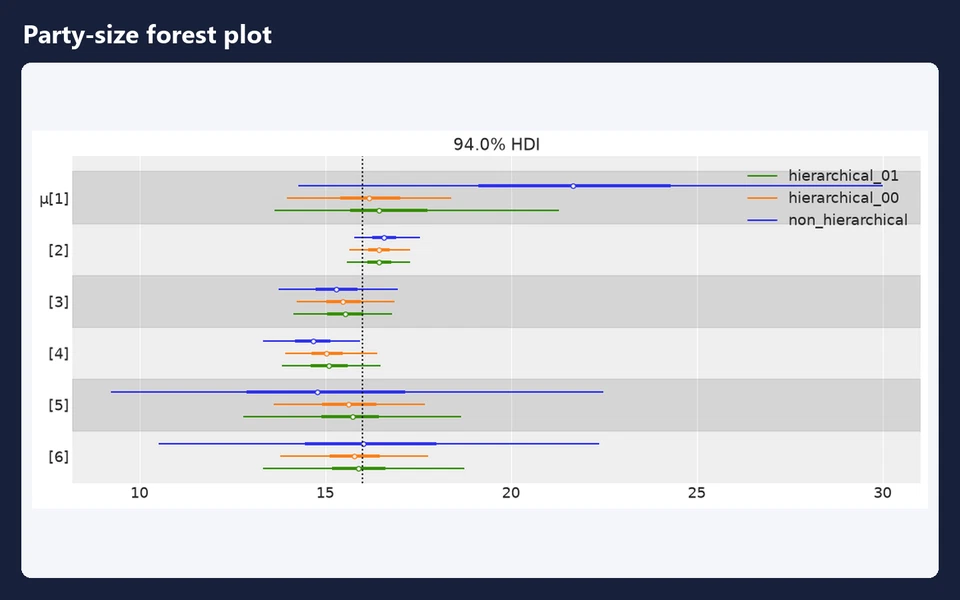 Party-size forest plot
94.0% HDI
hierarchical_01
μ[1] hierarchical_00
non_hierarchical
[2]
[3]
[4]
[5]
[6]
10 15 20 25 30